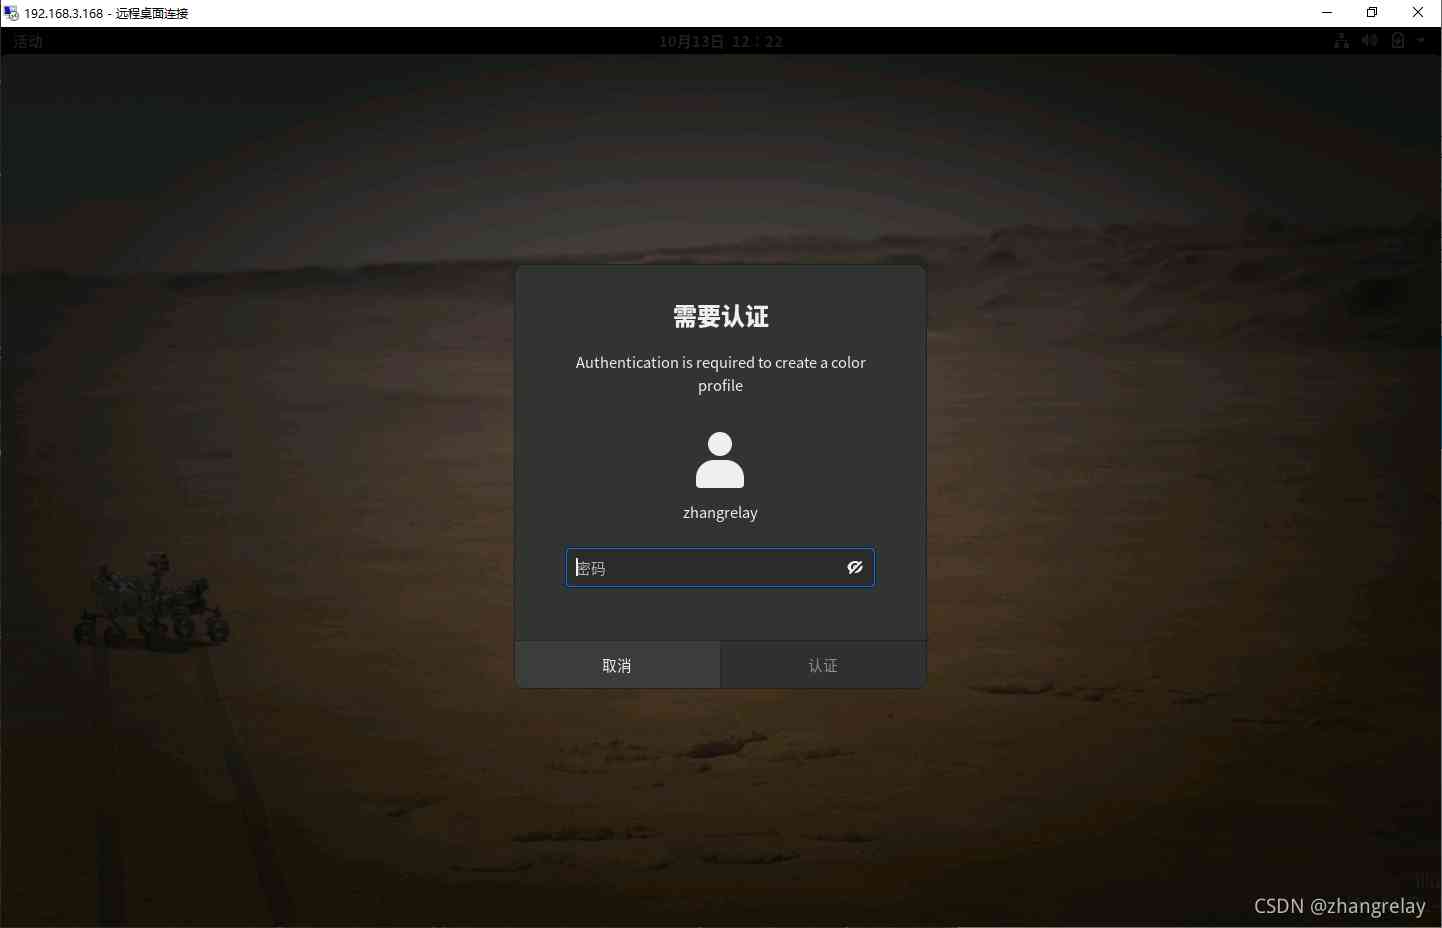 192.168.3.168 - 远程桌面连接
活动
10月13日 12：22
需要认证
Authentication is required to create a color
profile
zhangrelay
密码
取消
认证
CSDN @zhangrelay